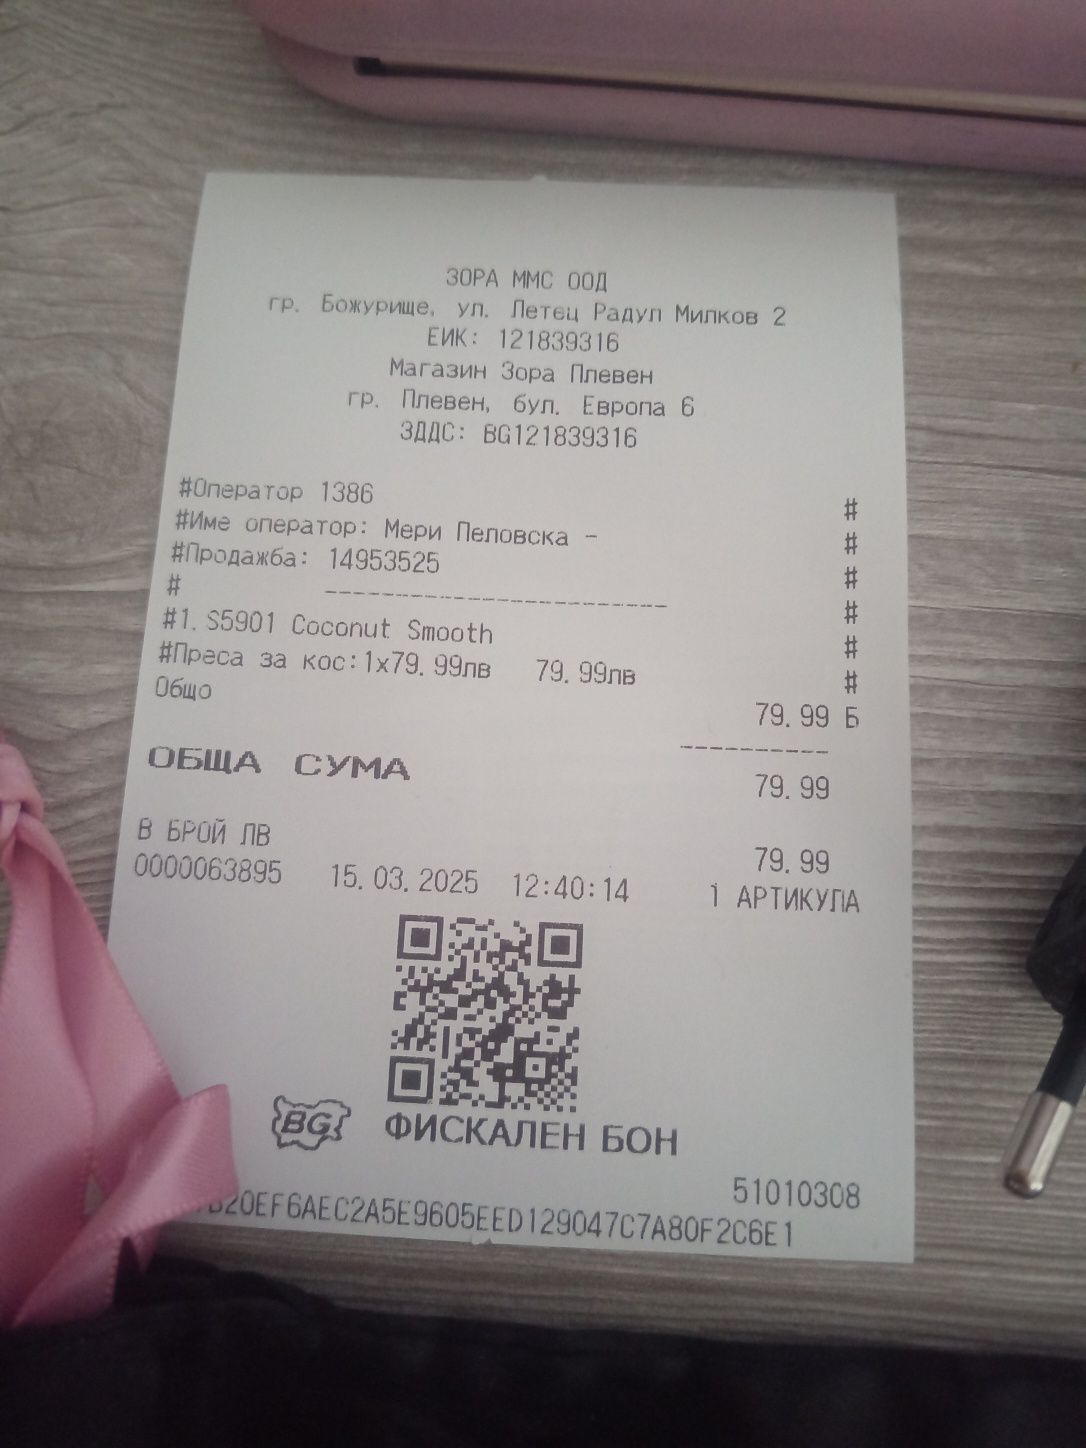 ЗОРА ММС ООД
гр. Божурище, ул. Летец Радул Милков 2
ЕИК: 121839316
Магазин Зора Плевен
гр. Плевен, бул. Европа 6
ЗДДС: BG121839316
#Оператор 1386 #
#Име оператор: Мери Пеловска - #
#Продажба: 14953525 #
# ------------------------ #
#1. S5901 Coconut Smooth #
#Преса за кос:1x79.99лв 79.99лв #
Общо 79.99 Б
----------
ОБЩА СУМА 79.99
В БРОЙ ЛВ 79.99
0000063895 15.03.2025 12:40:14 1 АРТИКУЛА
BG ФИСКАЛЕН БОН
51010308
B20EF6AEC2A5E9605EED129047C7A80F2C6E1